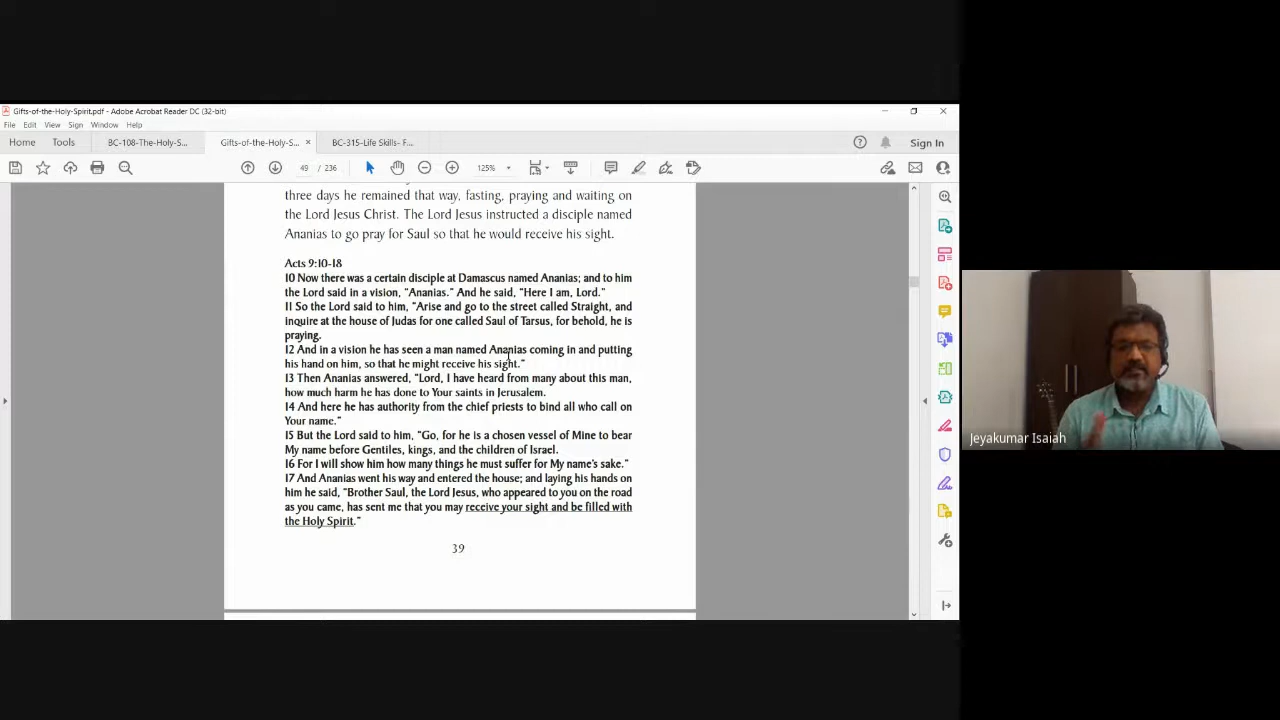 Gifts-of-the-Holy-Spirit.pdf - Adobe Acrobat Reader DC (32-bit)
File Edit View Sign Window Help
Home Tools BC-108-The-Holy-S... Gifts-of-the-Holy-S... × BC-315-Life Skills- F... Sign In
49 / 236 125%
three days he remained that way, fasting, praying and waiting on
the Lord Jesus Christ. The Lord Jesus instructed a disciple named
Ananias to go pray for Saul so that he would receive his sight.
Acts 9:10-18
10 Now there was a certain disciple at Damascus named Ananias; and to him
the Lord said in a vision, “Ananias.” And he said, “Here I am, Lord.”
11 So the Lord said to him, “Arise and go to the street called Straight, and
inquire at the house of Judas for one called Saul of Tarsus, for behold, he is
praying.
12 And in a vision he has seen a man named Ananias coming in and putting
his hand on him, so that he might receive his sight.”
13 Then Ananias answered, “Lord, I have heard from many about this man,
how much harm he has done to Your saints in Jerusalem.
14 And here he has authority from the chief priests to bind all who call on
Your name.”
15 But the Lord said to him, “Go, for he is a chosen vessel of Mine to bear
My name before Gentiles, kings, and the children of Israel.
16 For I will show him how many things he must suffer for My name’s sake.”
17 And Ananias went his way and entered the house; and laying his hands on
him he said, “Brother Saul, the Lord Jesus, who appeared to you on the road
as you came, has sent me that you may receive your sight and be filled with
the Holy Spirit.”
39
Jeyakumar Isaiah